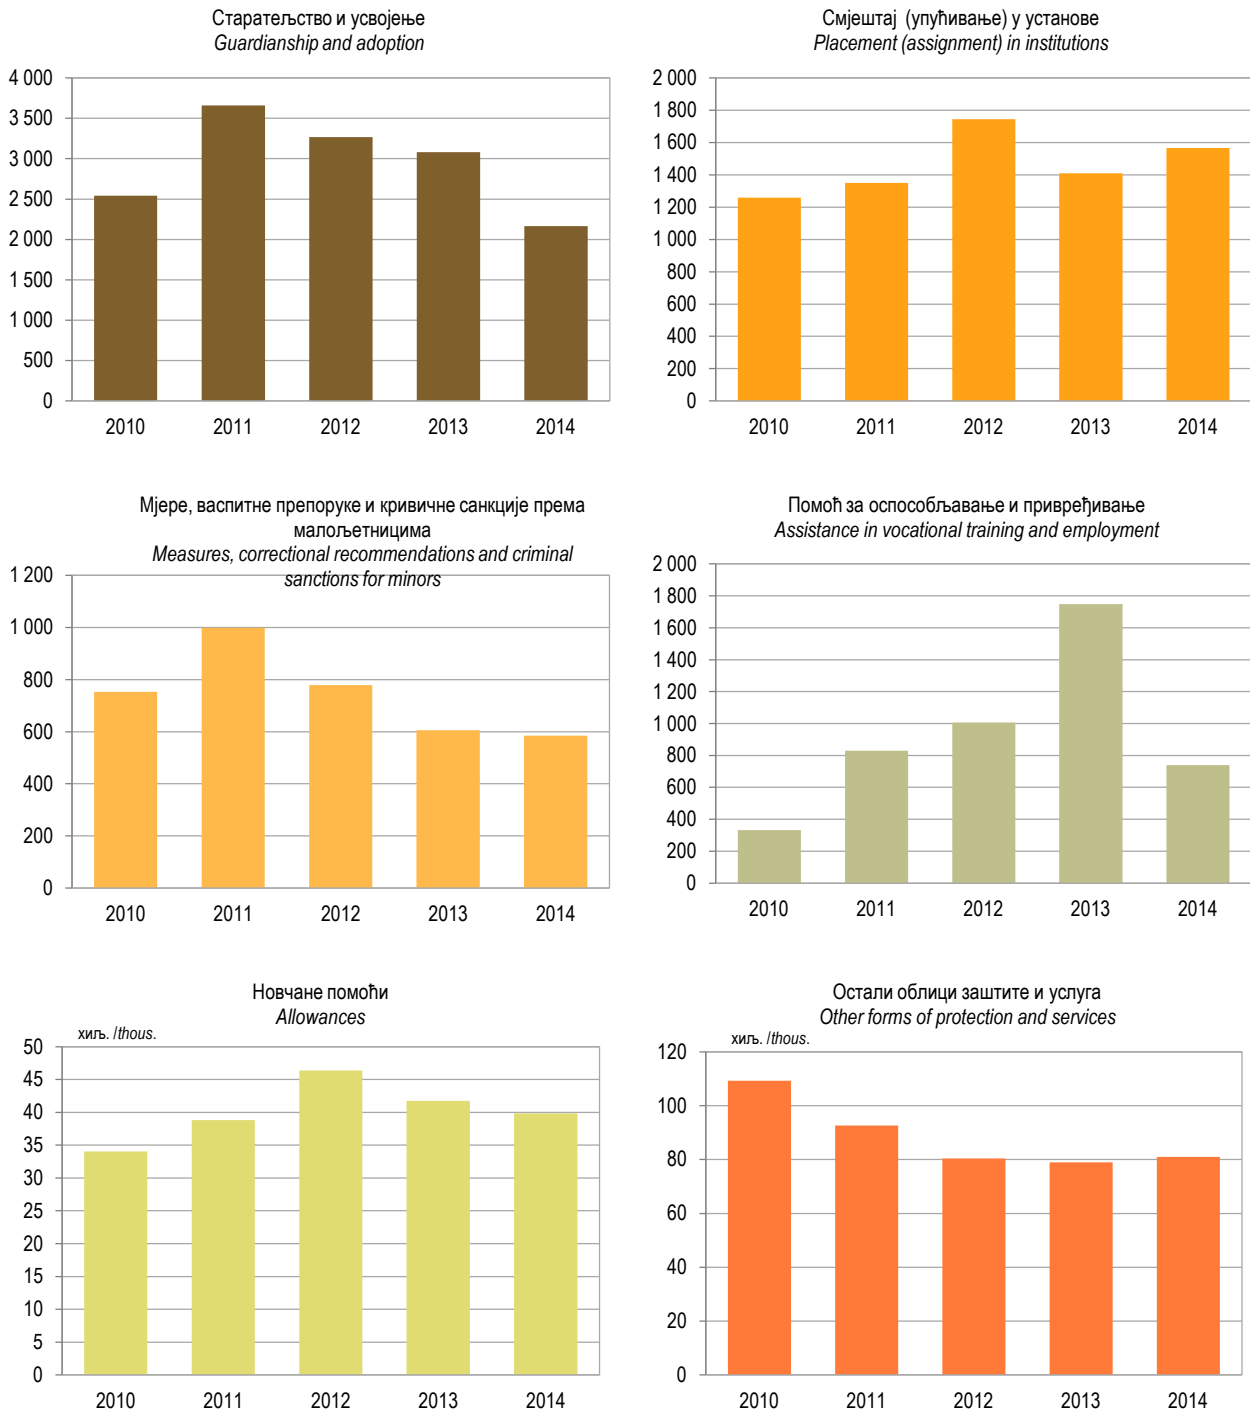 Старатељство и усвојење
Guardianship and adoption
4 000
3 500
3 000
2 500
2 000
1 500
1 000
500
0
2010 2011 2012 2013 2014
Смјештај (упућивање) у установе
Placement (assignment) in institutions
2 000
1 800
1 600
1 400
1 200
1 000
800
600
400
200
0
2010 2011 2012 2013 2014
Мјере, васпитне препоруке и кривичне санкције према
малољетницима
Measures, correctional recommendations and criminal
sanctions for minors
1 200
1 000
800
600
400
200
0
2010 2011 2012 2013 2014
Помоћ за оспособљавање и привређивање
Assistance in vocational training and employment
2 000
1 800
1 600
1 400
1 200
1 000
800
600
400
200
0
2010 2011 2012 2013 2014
Новчане помоћи
Allowances
хиљ. /thous.
50
45
40
35
30
25
20
15
10
5
0
2010 2011 2012 2013 2014
Остали облици заштите и услуга
Other forms of protection and services
хиљ. /thous.
120
100
80
60
40
20
0
2010 2011 2012 2013 2014